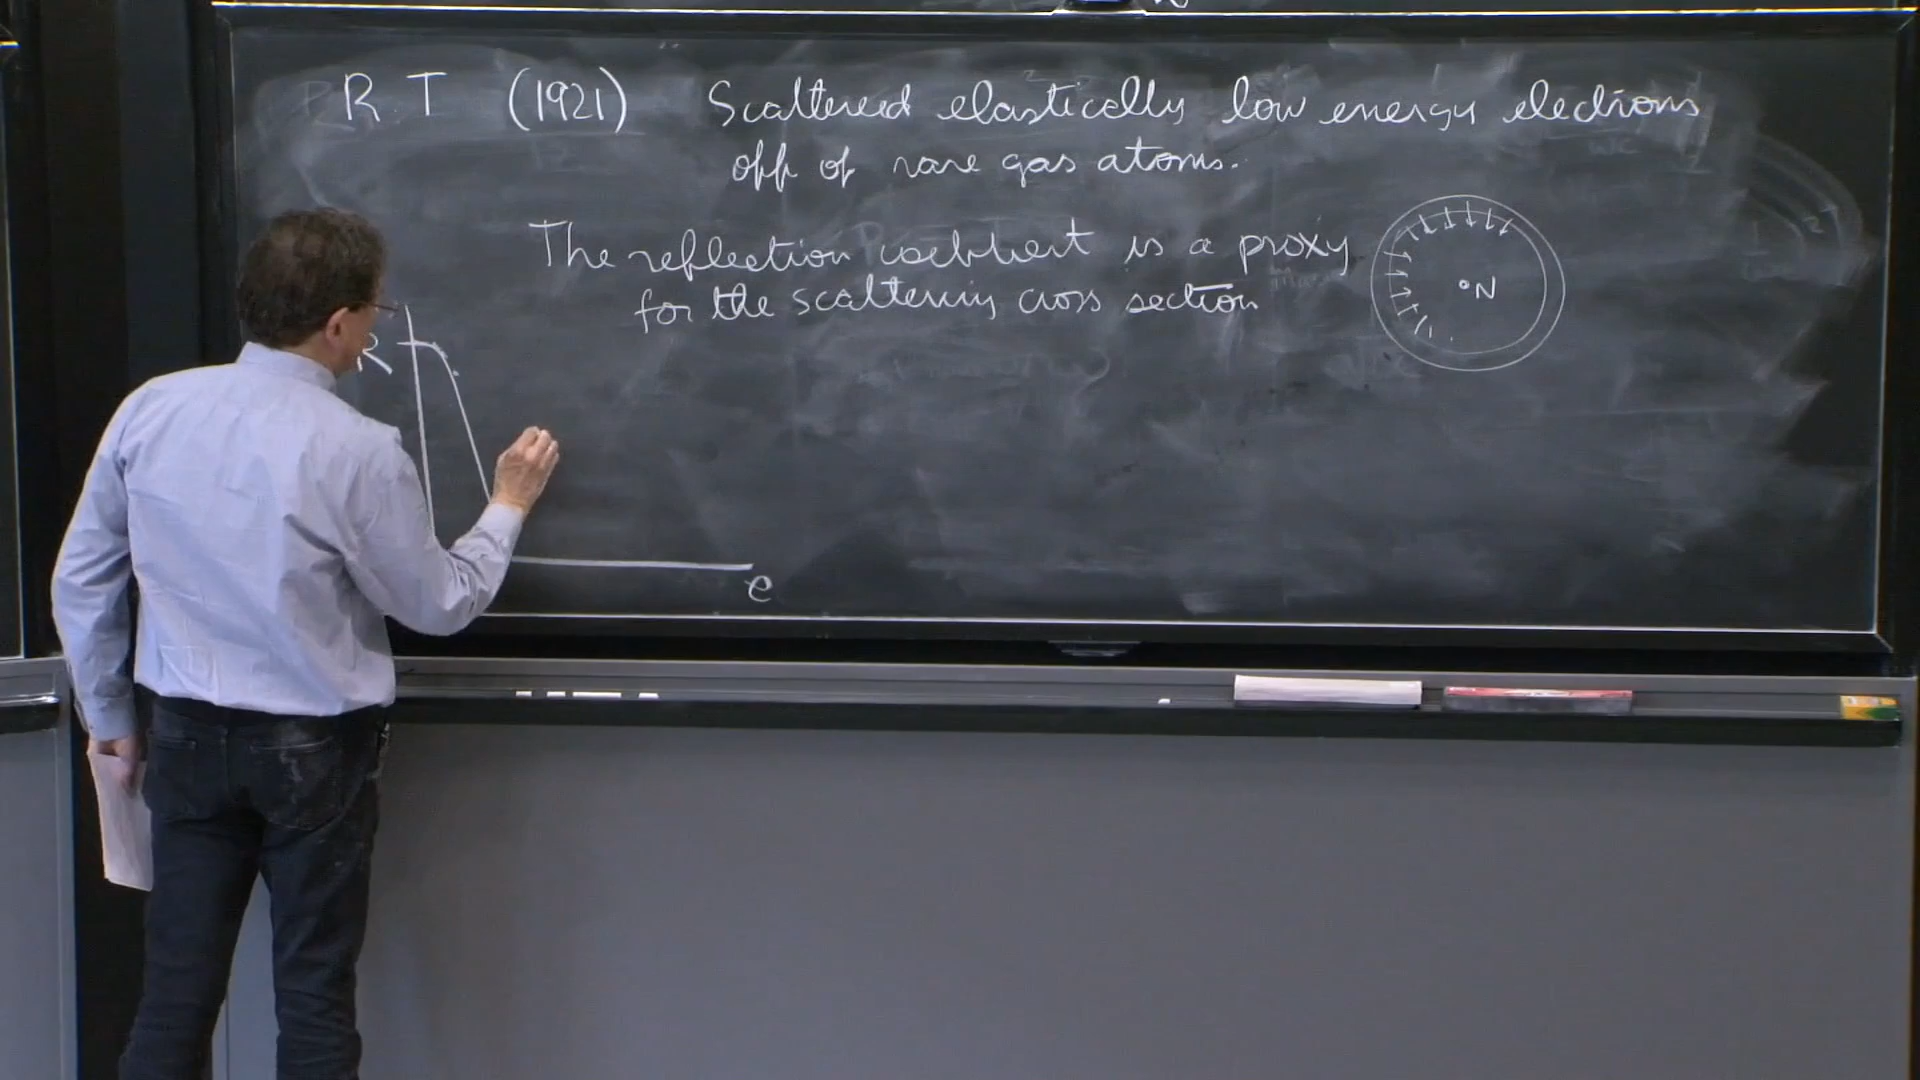 R.T (1921) Scattered elastically low energy electrons
off of rare gas atoms.
The reflection coefficient is a proxy
for the scattering cross section
N
R
e